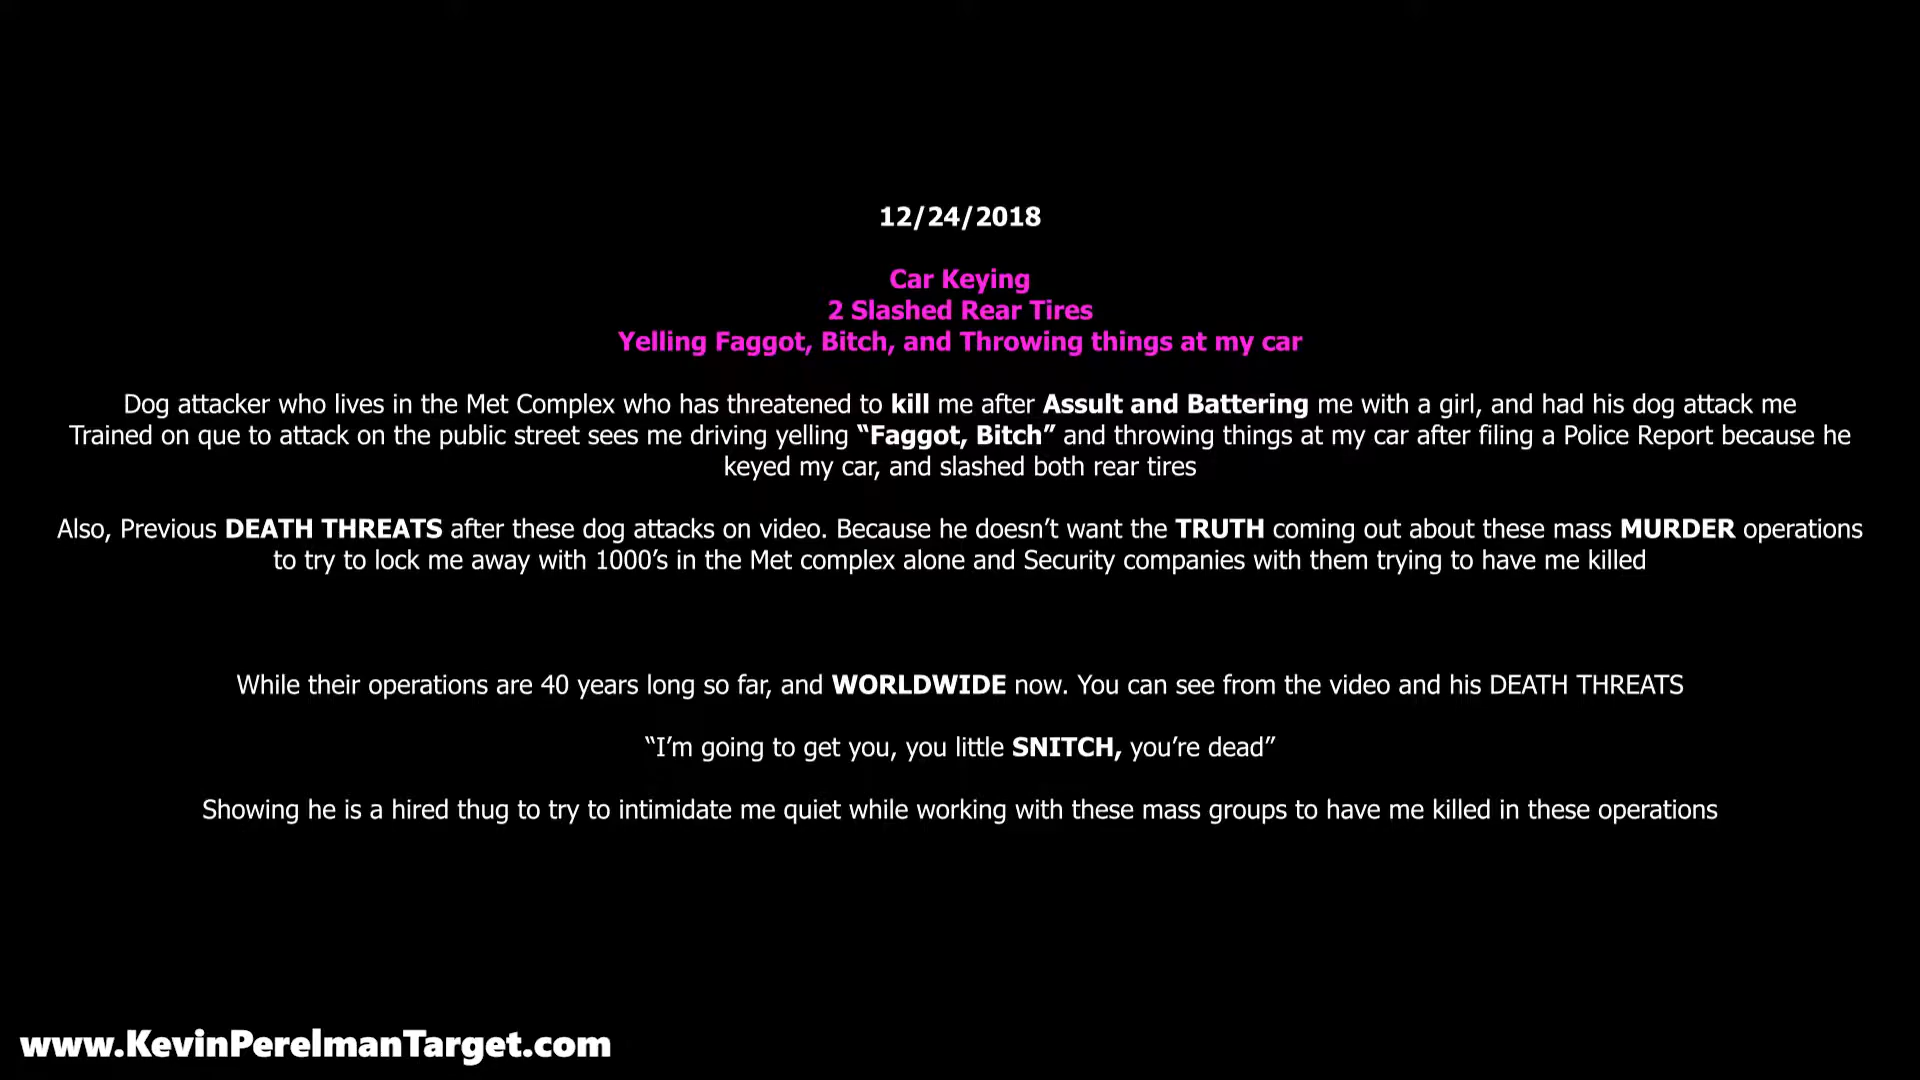 12/24/2018
Car Keying
2 Slashed Rear Tires
Yelling Faggot, Bitch, and Throwing things at my car
Dog attacker who lives in the Met Complex who has threatened to kill me after Assult and Battering me with a girl, and had his dog attack me
Trained on que to attack on the public street sees me driving yelling “Faggot, Bitch” and throwing things at my car after filing a Police Report because he
keyed my car, and slashed both rear tires
Also, Previous DEATH THREATS after these dog attacks on video. Because he doesn’t want the TRUTH coming out about these mass MURDER operations
to try to lock me away with 1000’s in the Met complex alone and Security companies with them trying to have me killed
While their operations are 40 years long so far, and WORLDWIDE now. You can see from the video and his DEATH THREATS
“I’m going to get you, you little SNITCH, you’re dead”
Showing he is a hired thug to try to intimidate me quiet while working with these mass groups to have me killed in these operations
www.KevinPerelmanTarget.com